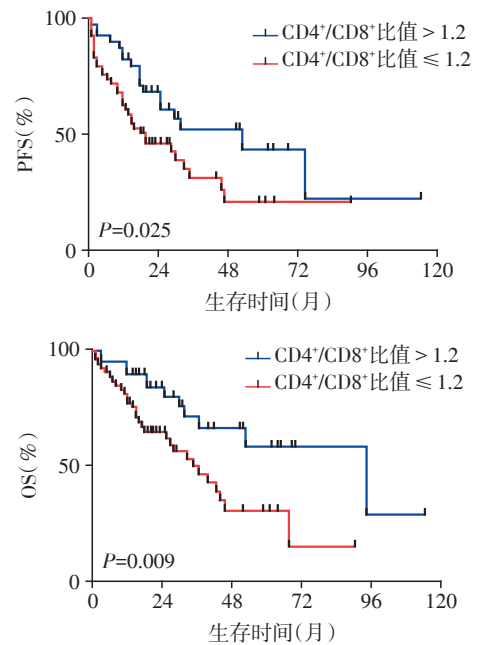 CD4⁺/CD8⁺比值＞1.2
CD4⁺/CD8⁺比值≤1.2
PFS(%)
100
50
0
P=0.025
0 24 48 72 96 120
生存时间(月)
CD4⁺/CD8⁺比值＞1.2
CD4⁺/CD8⁺比值≤1.2
OS(%)
100
50
0
P=0.009
0 24 48 72 96 120
生存时间(月)